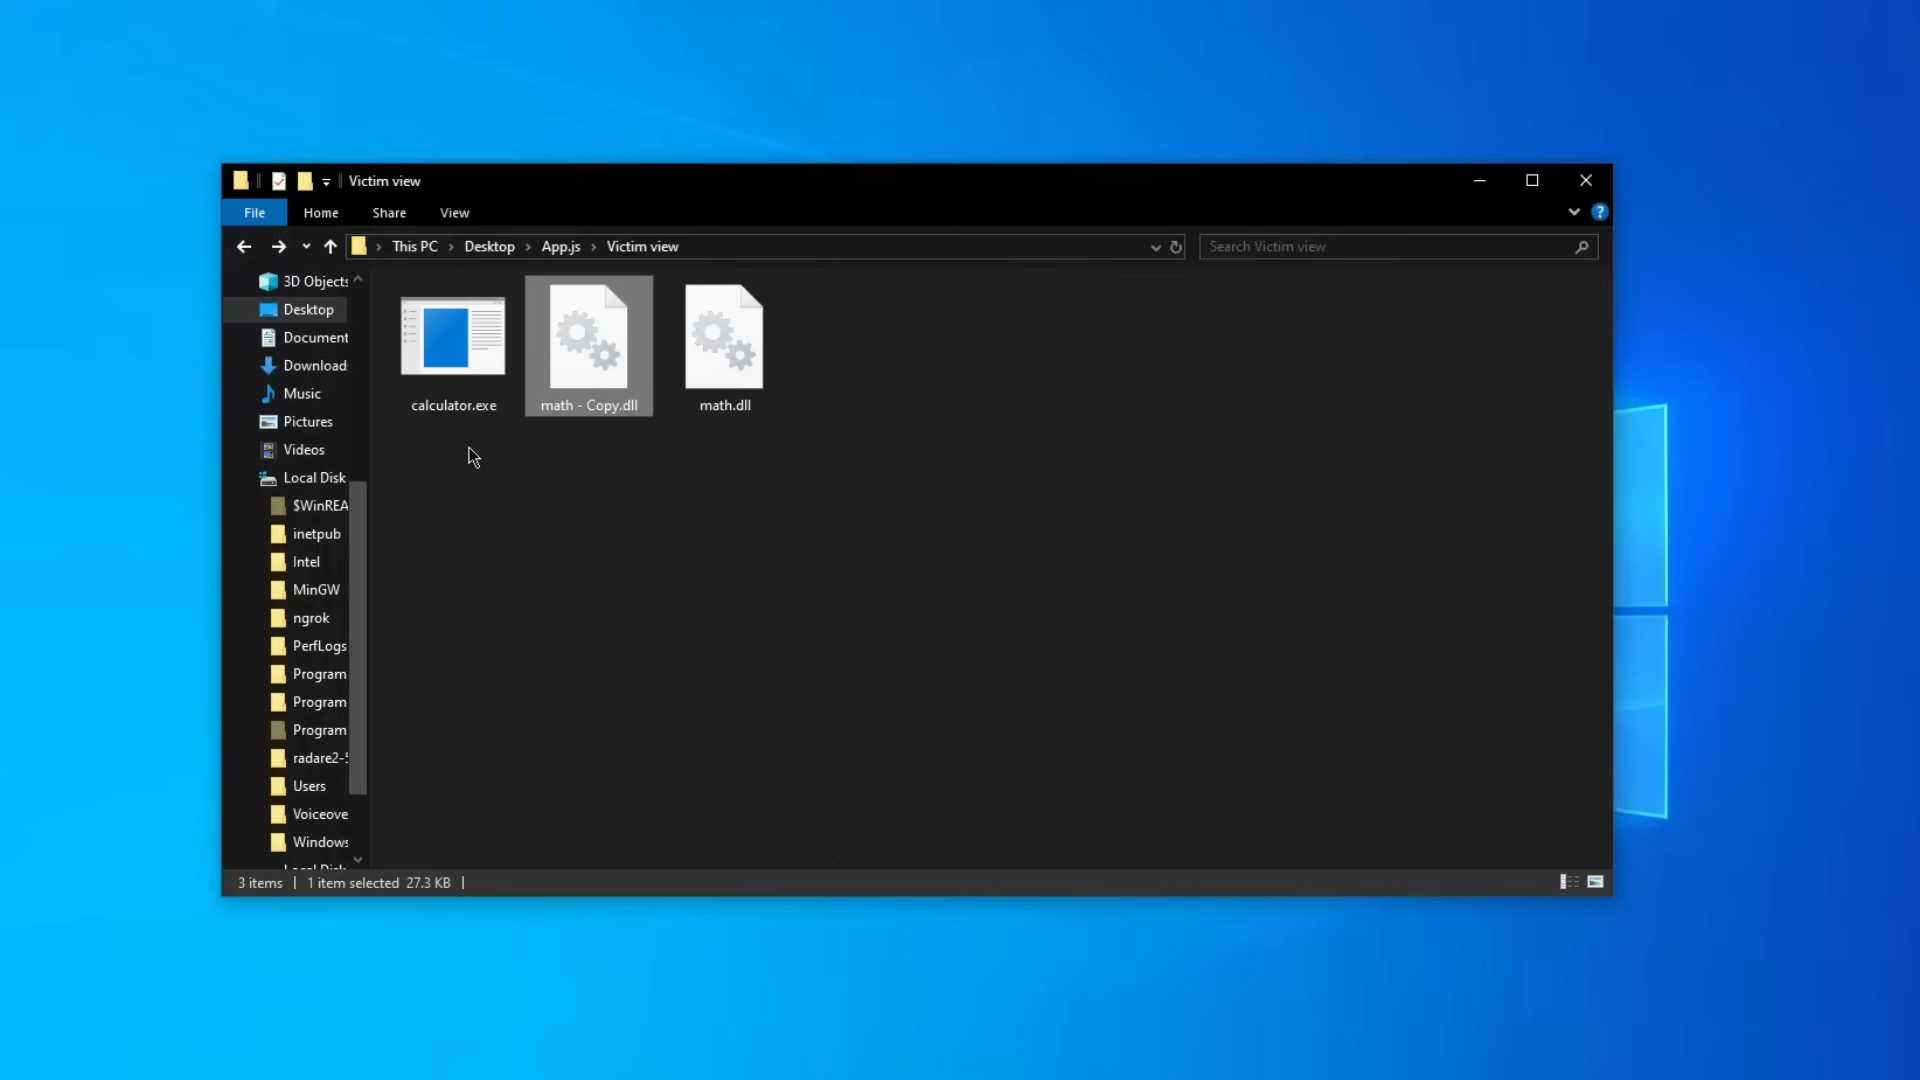 Victim view
File Home Share View
This PC > Desktop > App.js > Victim view
Search Victim view
3D Objects
Desktop
Document
Download
Music
Pictures
Videos
Local Disk
$WinREA
inetpub
Intel
MinGW
ngrok
PerfLogs
Program
Program
Program
radare2-5
Users
Voiceove
Windows
calculator.exe
math - Copy.dll
math.dll
3 items | 1 item selected 27.3 KB |